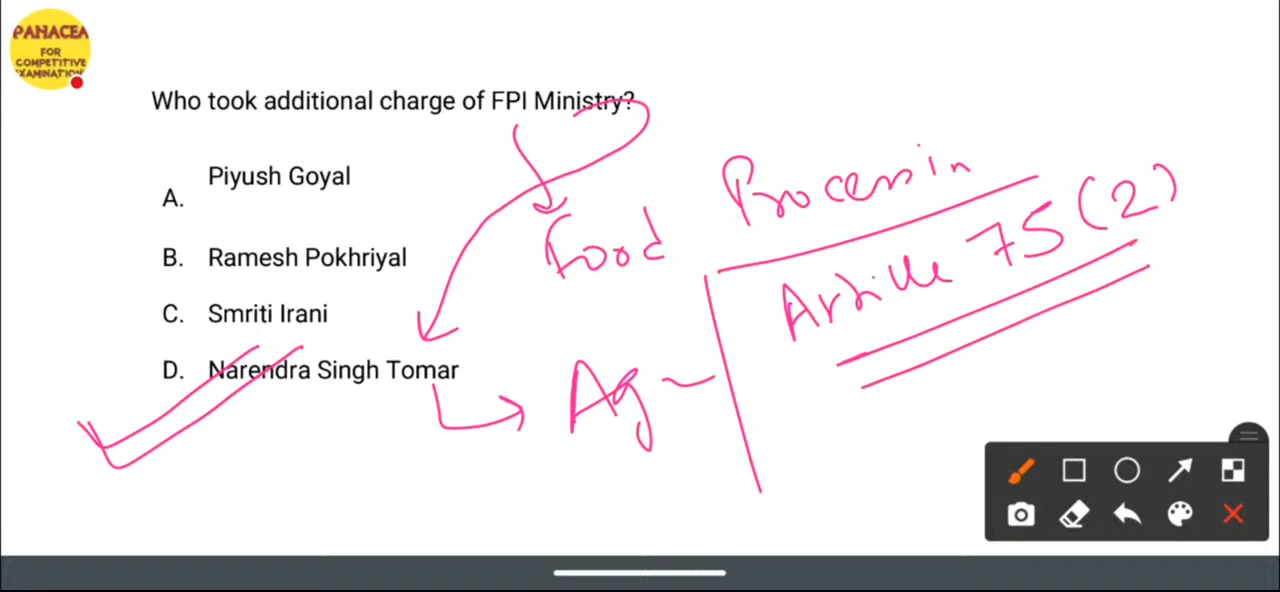 PANACEA
FOR
COMPETITIVE
EXAMINATION
Who took additional charge of FPI Ministry?
A. Piyush Goyal
B. Ramesh Pokhriyal
C. Smriti Irani
D. Narendra Singh Tomar
Food Processin
Article 75 (2)
Ag